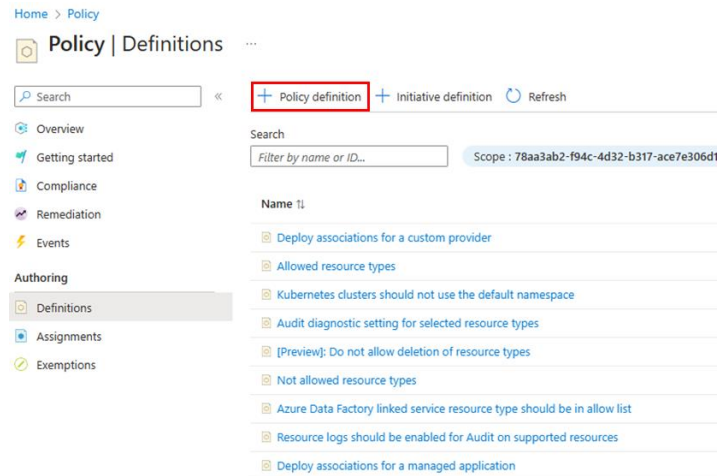 Home > Policy
Policy | Definitions ...
Search «
Overview
Getting started
Compliance
Remediation
Events
Authoring
Definitions
Assignments
Exemptions
+ Policy definition + Initiative definition Refresh
Search
Filter by name or ID...
Scope : 78aa3ab2-f94c-4d32-b317-ace7e306d1
Name ↑↓
Deploy associations for a custom provider
Allowed resource types
Kubernetes clusters should not use the default namespace
Audit diagnostic setting for selected resource types
[Preview]: Do not allow deletion of resource types
Not allowed resource types
Azure Data Factory linked service resource type should be in allow list
Resource logs should be enabled for Audit on supported resources
Deploy associations for a managed application